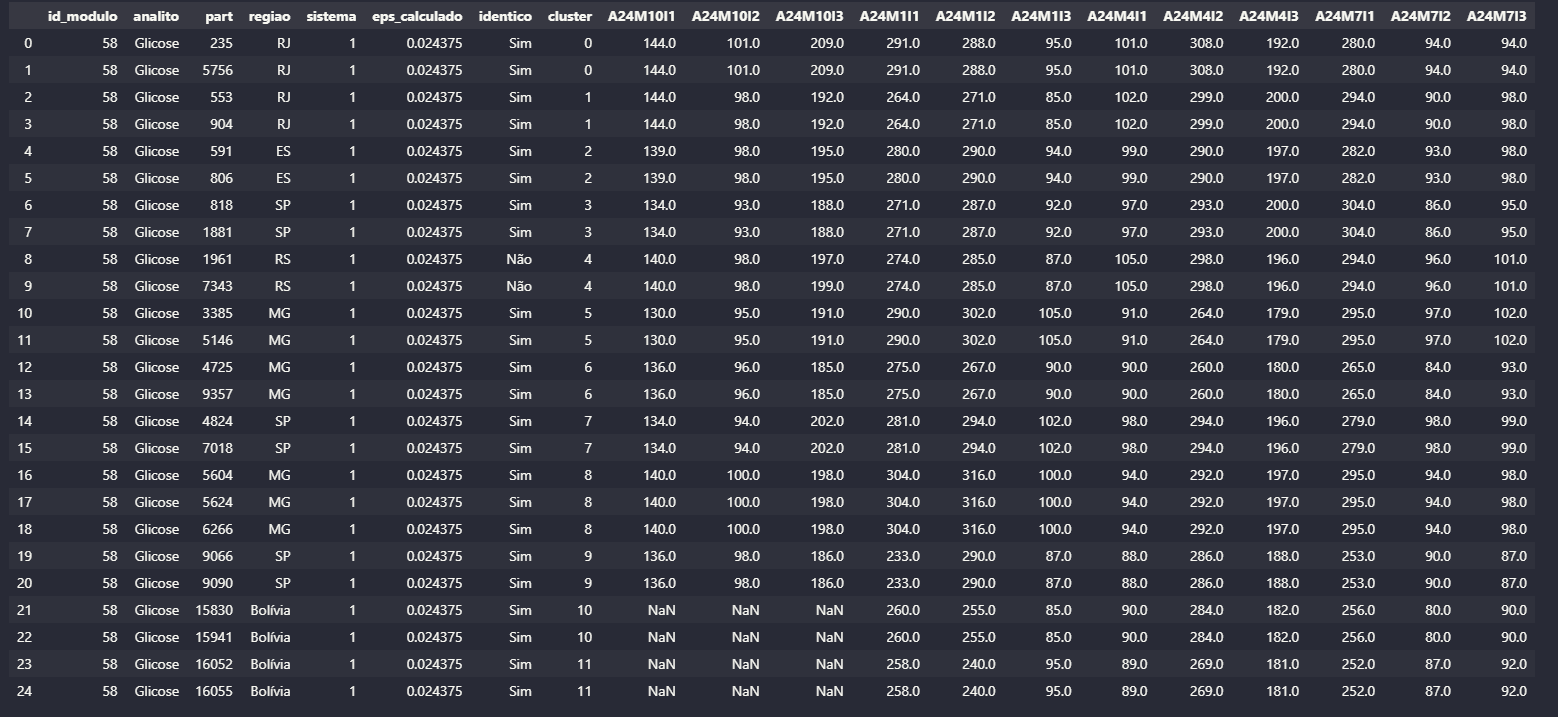 id_modulo analito part regiao sistema eps_calculado identico cluster A24M10I1 A24M10I2 A24M10I3 A24M1I1 A24M1I2 A24M1I3 A24M4I1 A24M4I2 A24M4I3 A24M7I1 A24M7I2 A24M7I3
0 58 Glicose 235 RJ 1 0.024375 Sim 0 144.0 101.0 209.0 291.0 288.0 95.0 101.0 308.0 192.0 280.0 94.0 94.0
1 58 Glicose 5756 RJ 1 0.024375 Sim 0 144.0 101.0 209.0 291.0 288.0 95.0 101.0 308.0 192.0 280.0 94.0 94.0
2 58 Glicose 553 RJ 1 0.024375 Sim 1 144.0 98.0 192.0 264.0 271.0 85.0 102.0 299.0 200.0 294.0 90.0 98.0
3 58 Glicose 904 RJ 1 0.024375 Sim 1 144.0 98.0 192.0 264.0 271.0 85.0 102.0 299.0 200.0 294.0 90.0 98.0
4 58 Glicose 591 ES 1 0.024375 Sim 2 139.0 98.0 195.0 280.0 290.0 94.0 99.0 290.0 197.0 282.0 93.0 98.0
5 58 Glicose 806 ES 1 0.024375 Sim 2 139.0 98.0 195.0 280.0 290.0 94.0 99.0 290.0 197.0 282.0 93.0 98.0
6 58 Glicose 818 SP 1 0.024375 Sim 3 134.0 93.0 188.0 271.0 287.0 92.0 97.0 293.0 200.0 304.0 86.0 95.0
7 58 Glicose 1881 SP 1 0.024375 Sim 3 134.0 93.0 188.0 271.0 287.0 92.0 97.0 293.0 200.0 304.0 86.0 95.0
8 58 Glicose 1961 RS 1 0.024375 Não 4 140.0 98.0 197.0 274.0 285.0 87.0 105.0 298.0 196.0 294.0 96.0 101.0
9 58 Glicose 7343 RS 1 0.024375 Não 4 140.0 98.0 199.0 274.0 285.0 87.0 105.0 298.0 196.0 294.0 96.0 101.0
10 58 Glicose 3385 MG 1 0.024375 Sim 5 130.0 95.0 191.0 290.0 302.0 105.0 91.0 264.0 179.0 295.0 97.0 102.0
11 58 Glicose 5146 MG 1 0.024375 Sim 5 130.0 95.0 191.0 290.0 302.0 105.0 91.0 264.0 179.0 295.0 97.0 102.0
12 58 Glicose 4725 MG 1 0.024375 Sim 6 136.0 96.0 185.0 275.0 267.0 90.0 90.0 260.0 180.0 265.0 84.0 93.0
13 58 Glicose 9357 MG 1 0.024375 Sim 6 136.0 96.0 185.0 275.0 267.0 90.0 90.0 260.0 180.0 265.0 84.0 93.0
14 58 Glicose 4824 SP 1 0.024375 Sim 7 134.0 94.0 202.0 281.0 294.0 102.0 98.0 294.0 196.0 279.0 98.0 99.0
15 58 Glicose 7018 SP 1 0.024375 Sim 7 134.0 94.0 202.0 281.0 294.0 102.0 98.0 294.0 196.0 279.0 98.0 99.0
16 58 Glicose 5604 MG 1 0.024375 Sim 8 140.0 100.0 198.0 304.0 316.0 100.0 94.0 292.0 197.0 295.0 94.0 98.0
17 58 Glicose 5624 MG 1 0.024375 Sim 8 140.0 100.0 198.0 304.0 316.0 100.0 94.0 292.0 197.0 295.0 94.0 98.0
18 58 Glicose 6266 MG 1 0.024375 Sim 8 140.0 100.0 198.0 304.0 316.0 100.0 94.0 292.0 197.0 295.0 94.0 98.0
19 58 Glicose 9066 SP 1 0.024375 Sim 9 136.0 98.0 186.0 233.0 290.0 87.0 88.0 286.0 188.0 253.0 90.0 87.0
20 58 Glicose 9090 SP 1 0.024375 Sim 9 136.0 98.0 186.0 233.0 290.0 87.0 88.0 286.0 188.0 253.0 90.0 87.0
21 58 Glicose 15830 Bolívia 1 0.024375 Sim 10 NaN NaN NaN 260.0 255.0 85.0 90.0 284.0 182.0 256.0 80.0 90.0
22 58 Glicose 15941 Bolívia 1 0.024375 Sim 10 NaN NaN NaN 260.0 255.0 85.0 90.0 284.0 182.0 256.0 80.0 90.0
23 58 Glicose 16052 Bolívia 1 0.024375 Sim 11 NaN NaN NaN 258.0 240.0 95.0 89.0 269.0 181.0 252.0 87.0 92.0
24 58 Glicose 16055 Bolívia 1 0.024375 Sim 11 NaN NaN NaN 258.0 240.0 95.0 89.0 269.0 181.0 252.0 87.0 92.0